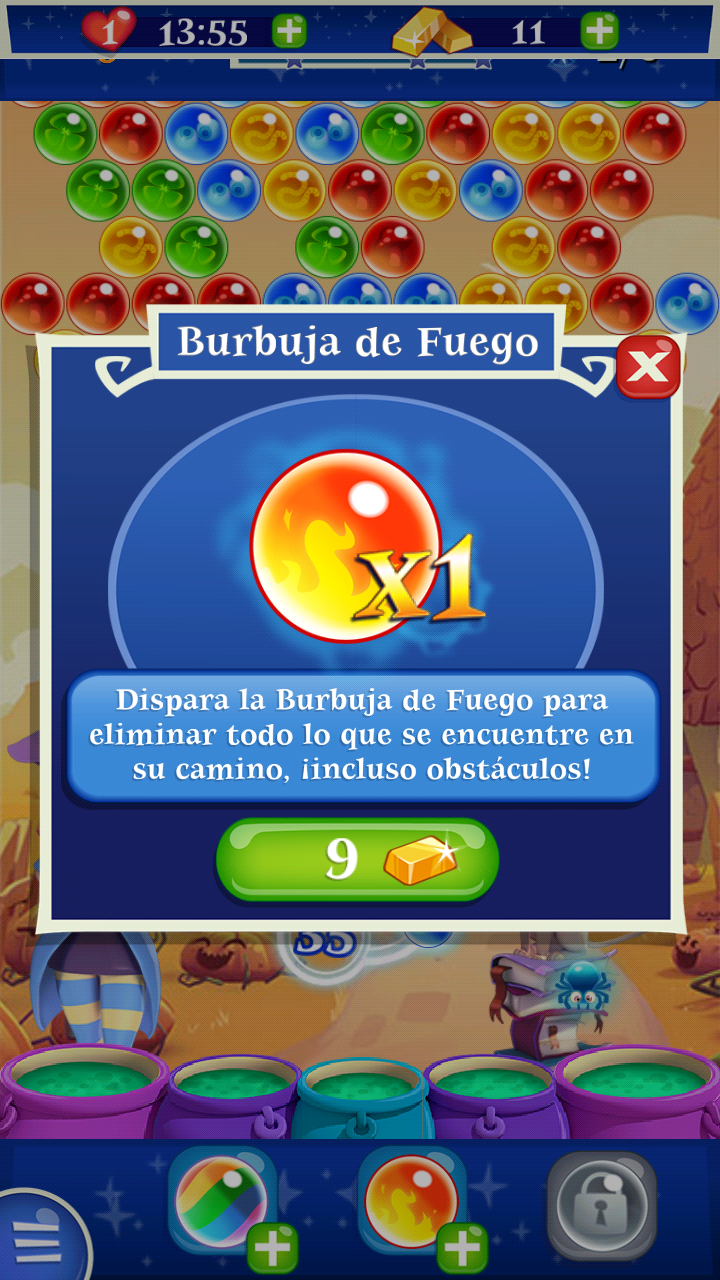 1 13:55 11
Burbuja de Fuego
x1
Dispara la Burbuja de Fuego para
eliminar todo lo que se encuentre en
su camino, ¡incluso obstáculos!
9